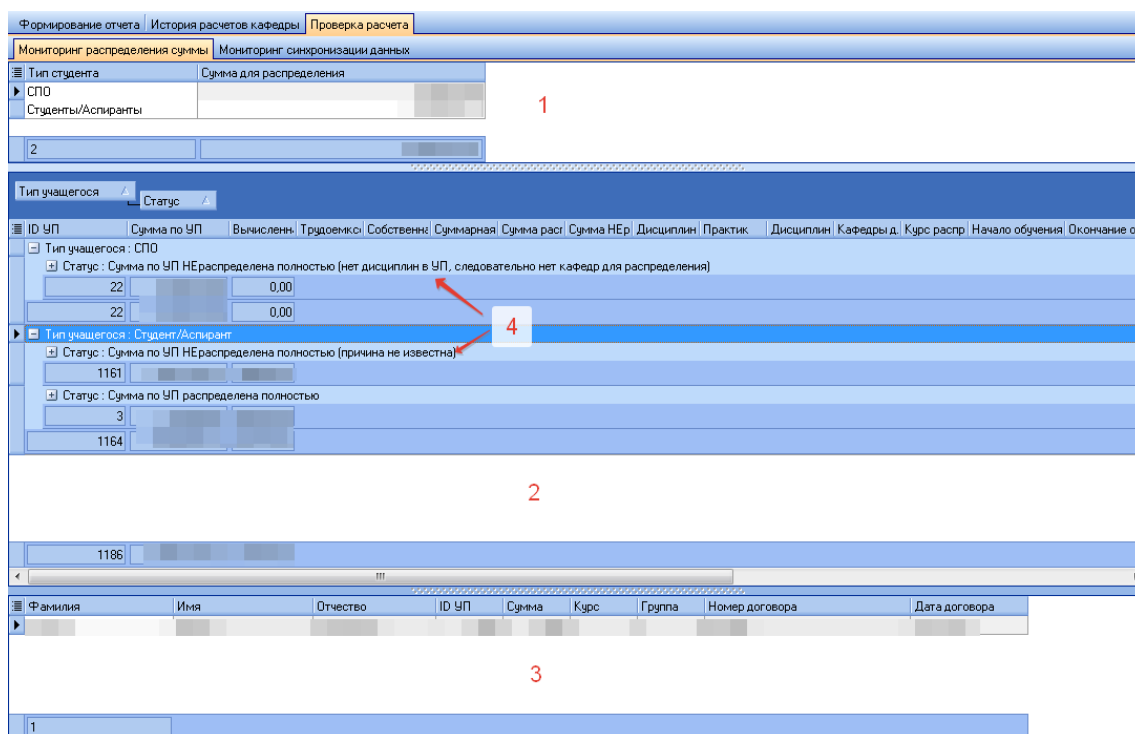 Формирование отчета История расчетов кафедры Проверка расчета
Мониторинг распределения суммы Мониторинг синхронизации данных
Тип студента Сумма для распределения
СПО
Студенты/Аспиранты
1
2
Тип учащегося
Статус
ID УП Сумма по УП Вычисленн Трудоемкс Собственна Суммарная Сумма расг Сумма НЕр Дисциплин Практик Дисциплин Кафедры д. Курс распр Начало обучения Окончание о
Тип учащегося : СПО
Статус : Сумма по УП НЕраспределена полностью (нет дисциплин в УП, следовательно нет кафедр для распределения)
22 0,00
22 0,00
4
Тип учащегося : Студент/Аспирант
Статус : Сумма по УП НЕраспределена полностью (причина не известна)
1161
Статус : Сумма по УП распределена полностью
3
1164
2
1186
Фамилия Имя Отчество ID УП Сумма Курс Группа Номер договора Дата договора
3
1